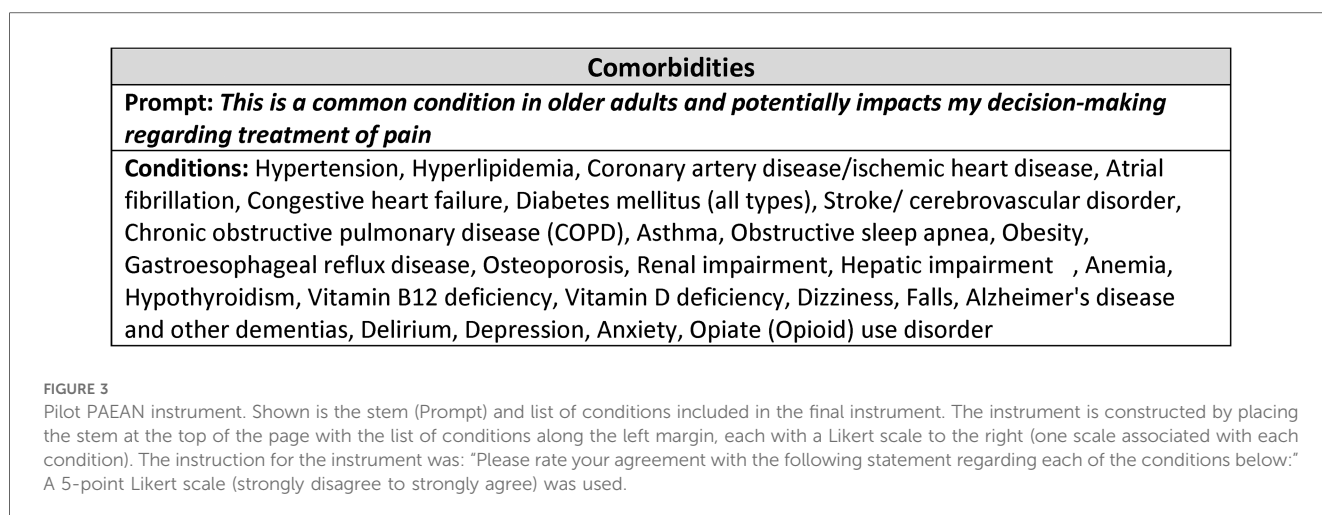 Comorbidities
Prompt: This is a common condition in older adults and potentially impacts my decision-making
regarding treatment of pain
Conditions: Hypertension, Hyperlipidemia, Coronary artery disease/ischemic heart disease, Atrial
fibrillation, Congestive heart failure, Diabetes mellitus (all types), Stroke/ cerebrovascular disorder,
Chronic obstructive pulmonary disease (COPD), Asthma, Obstructive sleep apnea, Obesity,
Gastroesophageal reflux disease, Osteoporosis, Renal impairment, Hepatic impairment , Anemia,
Hypothyroidism, Vitamin B12 deficiency, Vitamin D deficiency, Dizziness, Falls, Alzheimer's disease
and other dementias, Delirium, Depression, Anxiety, Opiate (Opioid) use disorder
FIGURE 3
Pilot PAEAN instrument. Shown is the stem (Prompt) and list of conditions included in the final instrument. The instrument is constructed by placing
the stem at the top of the page with the list of conditions along the left margin, each with a Likert scale to the right (one scale associated with each
condition). The instruction for the instrument was: “Please rate your agreement with the following statement regarding each of the conditions below:“
A 5-point Likert scale (strongly disagree to strongly agree) was used.